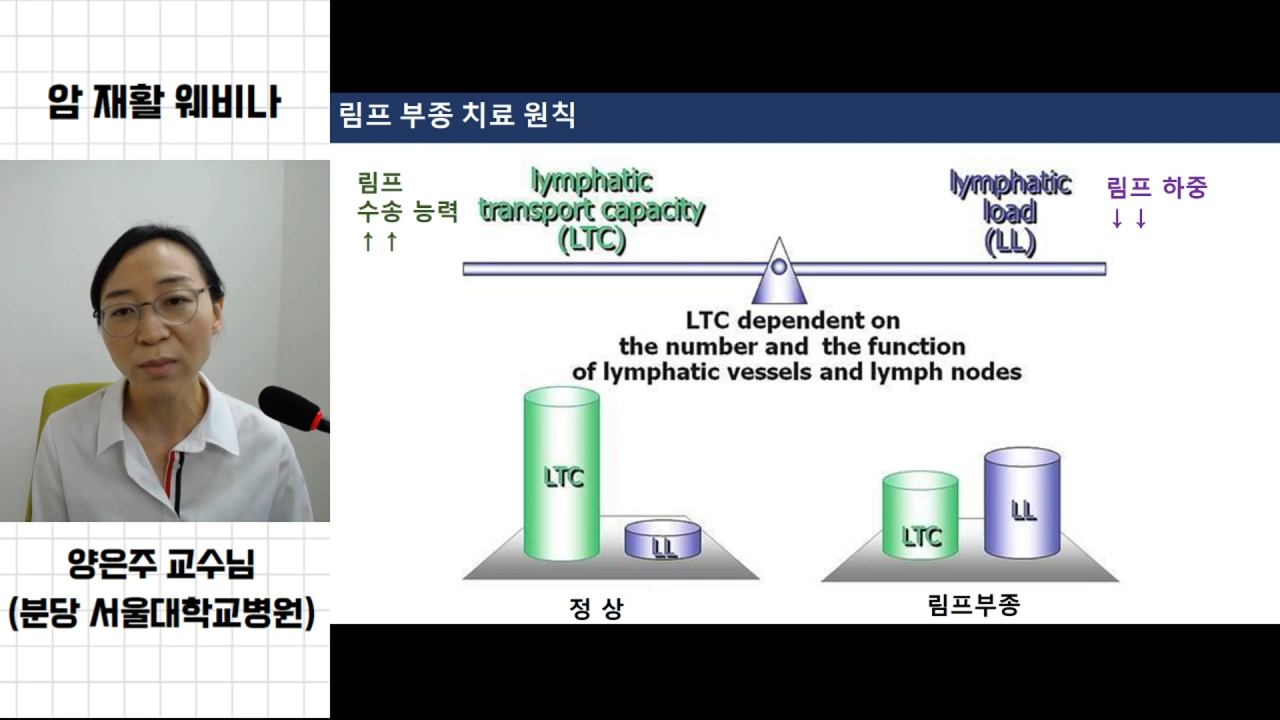 암 재활 웨비나
양은주 교수님
(분당 서울대학교병원)
림프 부종 치료 원칙
림프
수송 능력
↑ ↑
lymphatic
transport capacity
(LTC)
lymphatic
load
(LL)
림프 하중
↓ ↓
LTC dependent on
the number and the function
of lymphatic vessels and lymph nodes
LTC
LL
정 상
LTC
LL
림프부종